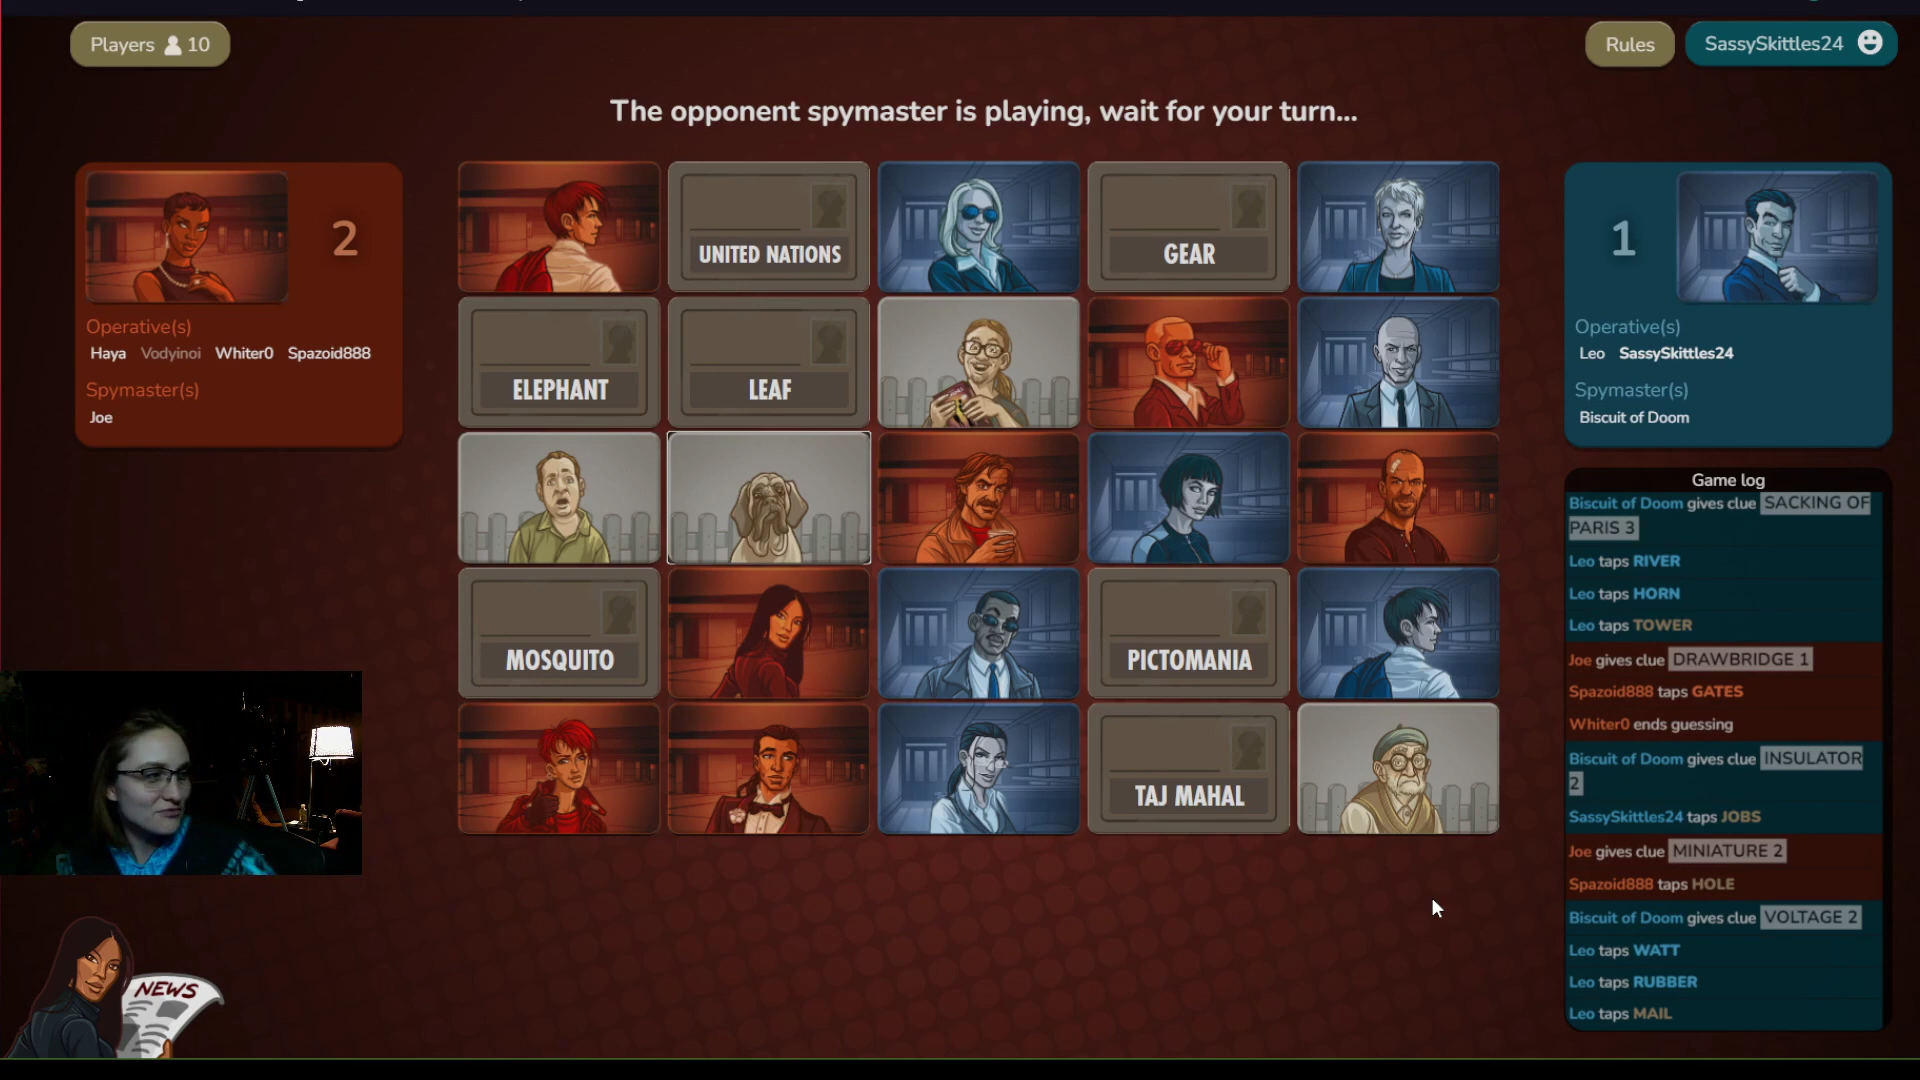 Players 10
Rules
SassySkittles24
The opponent spymaster is playing, wait for your turn...
2
Operative(s)
Haya Vodyinoi Whiter0 Spazoid888
Spymaster(s)
Joe
UNITED NATIONS
GEAR
ELEPHANT
LEAF
MOSQUITO
PICTOMANIA
TAJ MAHAL
1
Operative(s)
Leo SassySkittles24
Spymaster(s)
Biscuit of Doom
Game log
Biscuit of Doom gives clue SACKING OF
PARIS 3
Leo taps RIVER
Leo taps HORN
Leo taps TOWER
Joe gives clue DRAWBRIDGE 1
Spazoid888 taps GATES
Whiter0 ends guessing
Biscuit of Doom gives clue INSULATOR
2
SassySkittles24 taps JOBS
Joe gives clue MINIATURE 2
Spazoid888 taps HOLE
Biscuit of Doom gives clue VOLTAGE 2
Leo taps WATT
Leo taps RUBBER
Leo taps MAIL
NEWS